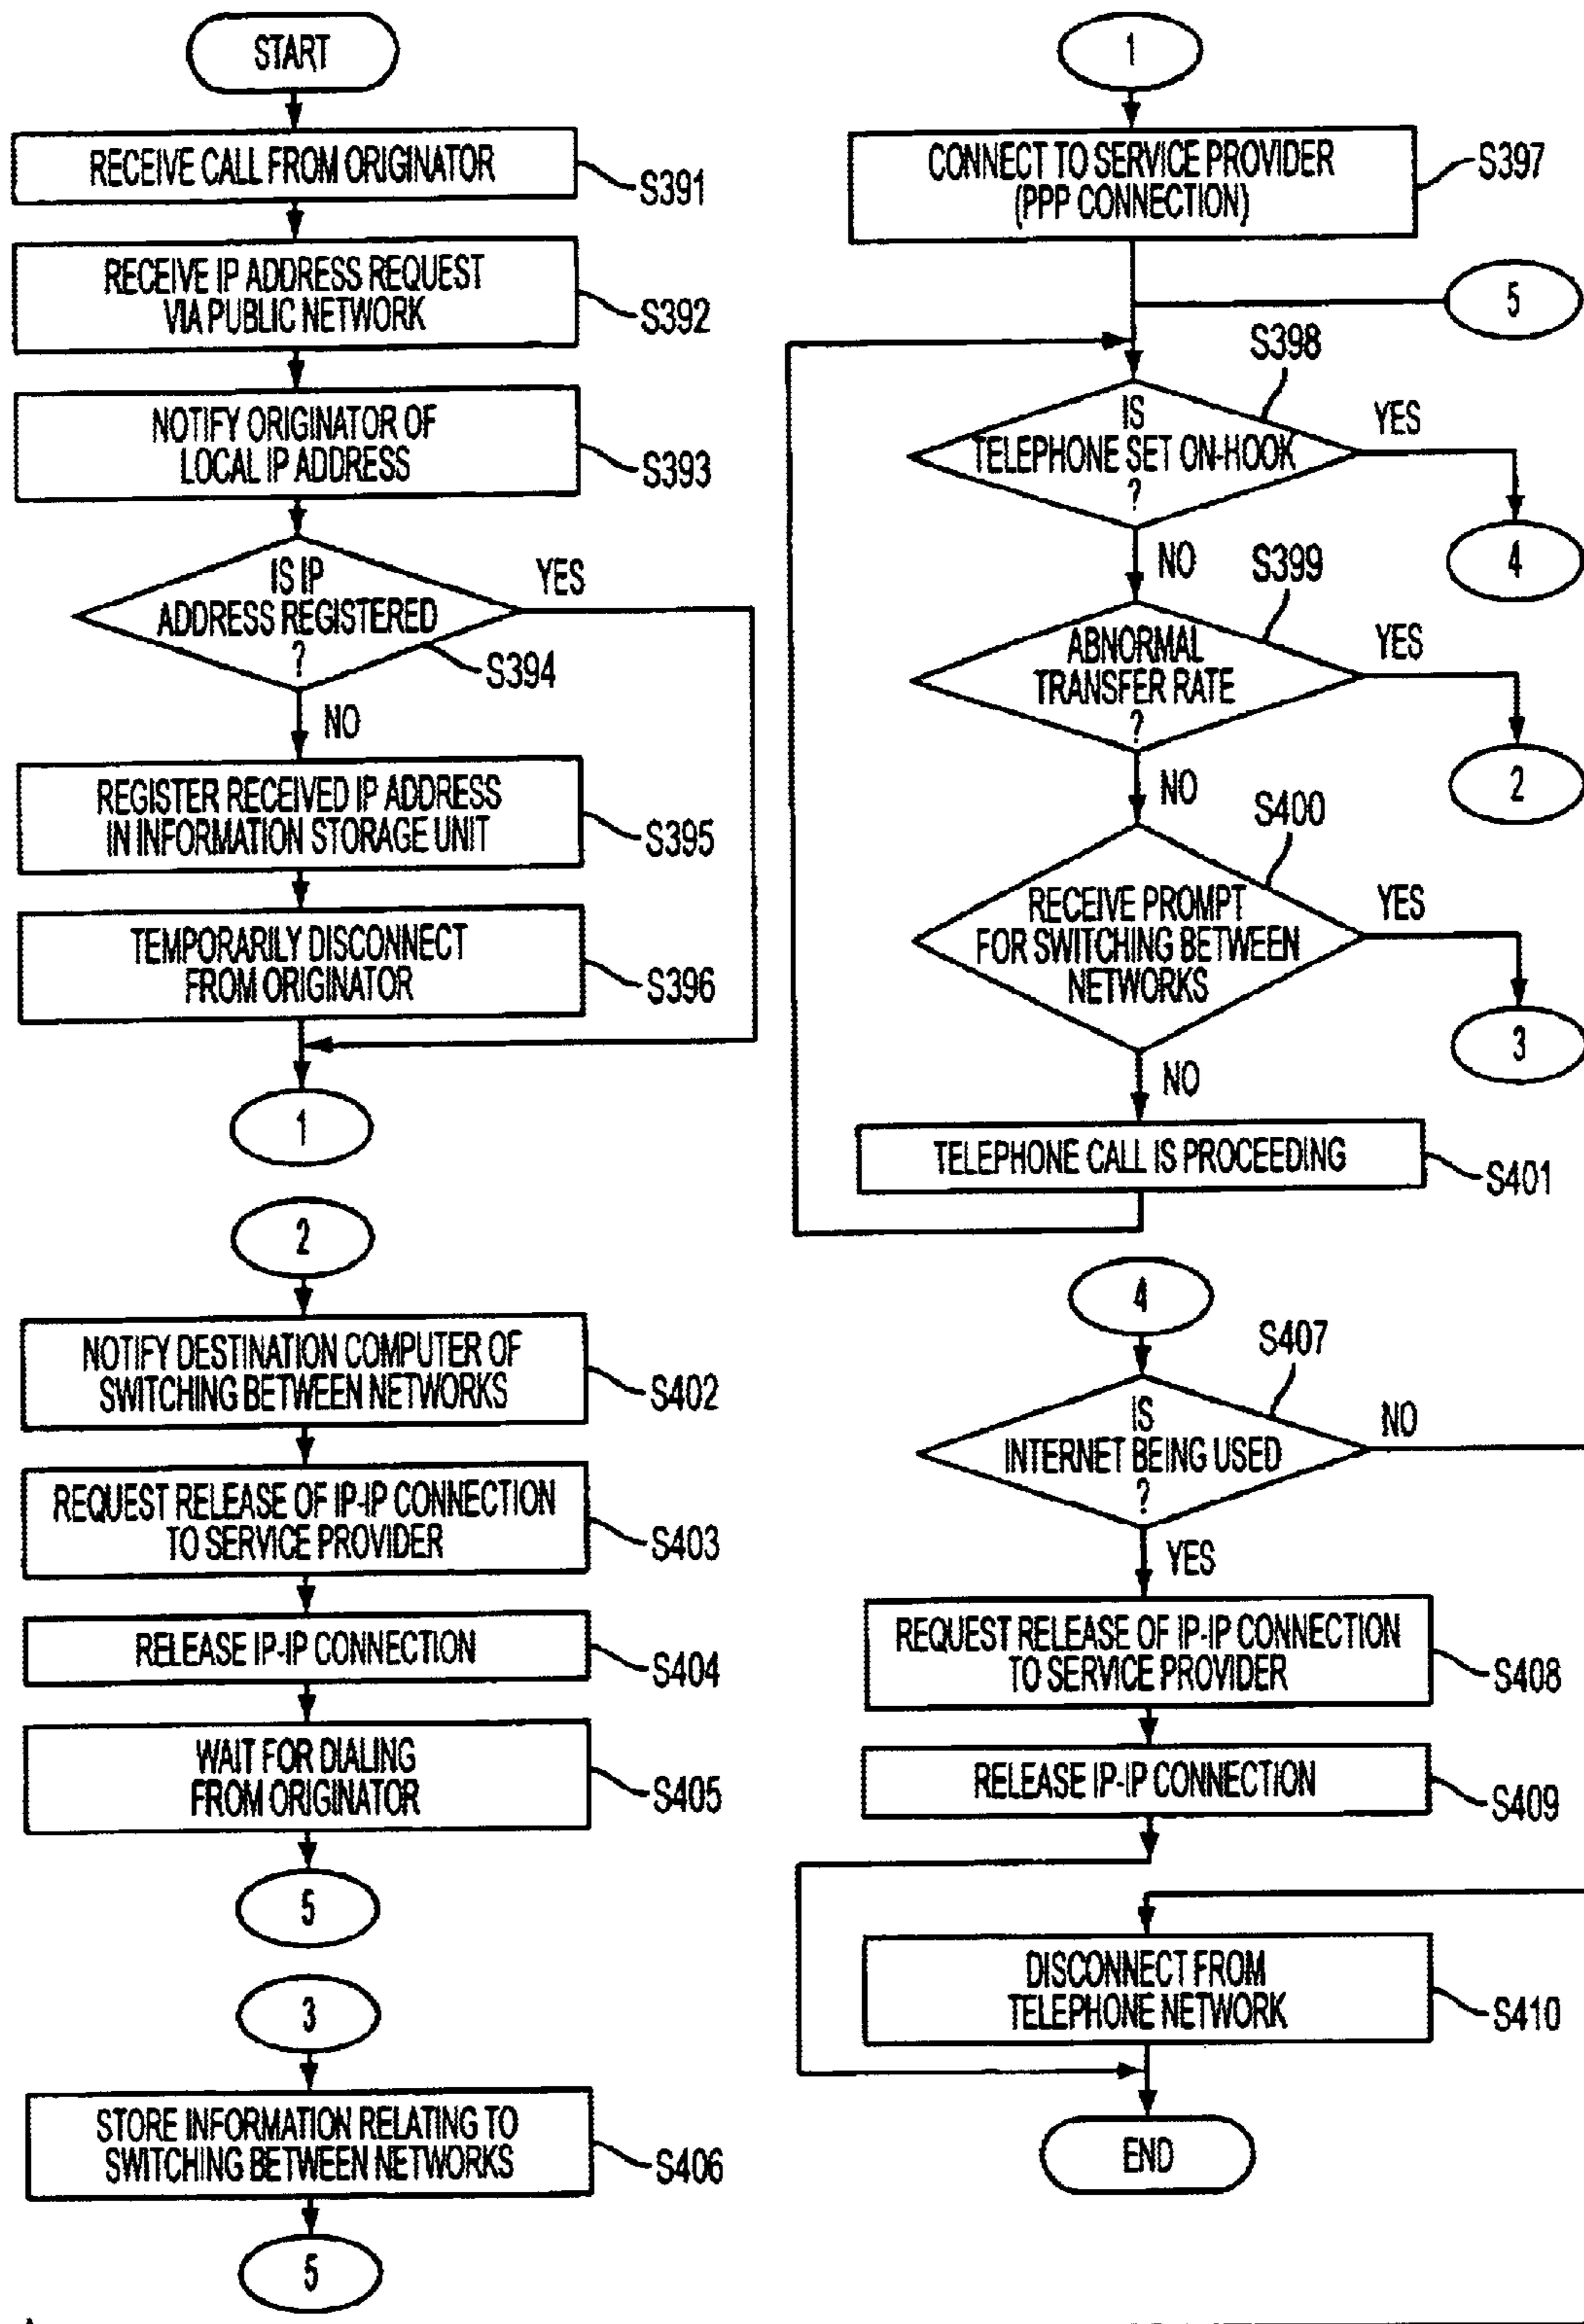 START
RECEIVE CALL FROM ORIGINATOR
S391
RECEIVE IP ADDRESS REQUEST
VIA PUBLIC NETWORK
S392
NOTIFY ORIGINATOR OF
LOCAL IP ADDRESS
S393
IS IP
ADDRESS REGISTERED
?
YES
S394
NO
REGISTER RECEIVED IP ADDRESS
IN INFORMATION STORAGE UNIT
S395
TEMPORARILY DISCONNECT
FROM ORIGINATOR
S396
1
2
NOTIFY DESTINATION COMPUTER OF
SWITCHING BETWEEN NETWORKS
S402
REQUEST RELEASE OF IP-IP CONNECTION
TO SERVICE PROVIDER
S403
RELEASE IP-IP CONNECTION
S404
WAIT FOR DIALING
FROM ORIGINATOR
S405
5
3
STORE INFORMATION RELATING TO
SWITCHING BETWEEN NETWORKS
S406
5
1
CONNECT TO SERVICE PROVIDER
(PPP CONNECTION)
S397
5
S398
IS
TELEPHONE SET ON-HOOK
?
YES
4
NO
S399
ABNORMAL
TRANSFER RATE
?
YES
2
NO
S400
RECEIVE PROMPT
FOR SWITCHING BETWEEN
NETWORKS
YES
3
NO
TELEPHONE CALL IS PROCEEDING
S401
4
S407
IS
INTERNET BEING USED
?
NO
YES
REQUEST RELEASE OF IP-IP CONNECTION
TO SERVICE PROVIDER
S408
RELEASE IP-IP CONNECTION
S409
DISCONNECT FROM
TELEPHONE NETWORK
S410
END